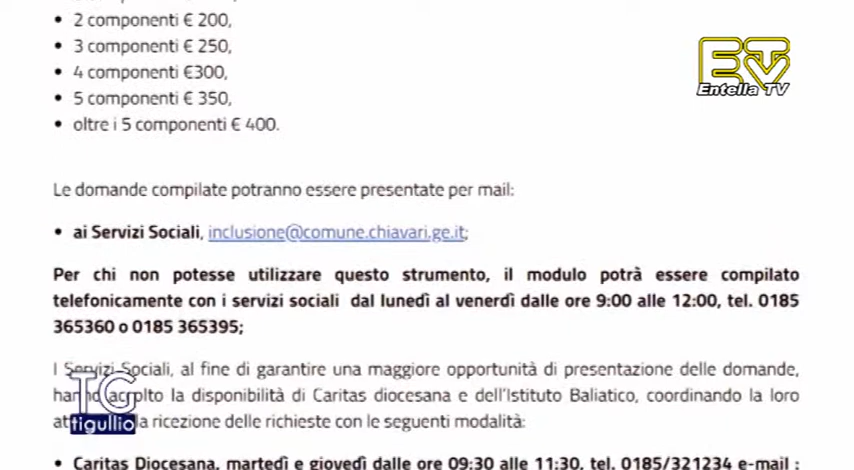 • 2 componenti € 200,
• 3 componenti € 250,
• 4 componenti €300,
• 5 componenti € 350,
• oltre i 5 componenti € 400.
ETV
Entella TV
Le domande compilate potranno essere presentate per mail:
• ai Servizi Sociali, inclusione@comune.chiavari.ge.it;
Per chi non potesse utilizzare questo strumento, il modulo potrà essere compilato
telefonicamente con i servizi sociali dal lunedì al venerdì dalle ore 9:00 alle 12:00, tel. 0185
365360 o 0185 365395;
I Servizi Sociali, al fine di garantire una maggiore opportunità di presentazione delle domande,
hanno accolto la disponibilità di Caritas diocesana e dell'Istituto Baliatico, coordinando la loro
la ricezione delle richieste con le seguenti modalità:
TG
tigullio
• Caritas Diocesana, martedì e giovedì dalle ore 09:30 alle 11:30, tel. 0185/321234 e-mail :